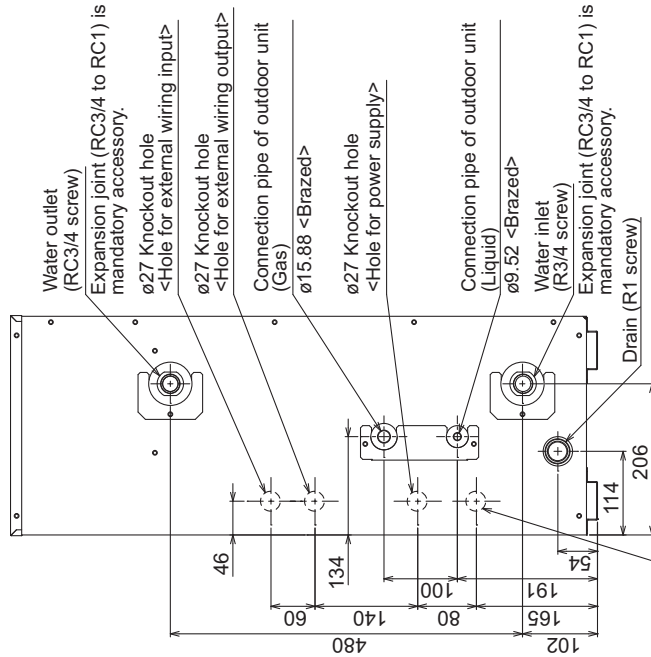 Water outlet
(RC3/4 screw)
Expansion joint (RC3/4 to RC1) is
mandatory accessory.
ø27 Knockout hole
<Hole for external wiring input>
ø27 Knockout hole
<Hole for external wiring output>
Connection pipe of outdoor unit
(Gas)
ø15.88 <Brazed>
ø27 Knockout hole
<Hole for power supply>
Connection pipe of outdoor unit
(Liquid)
ø9.52 <Brazed>
Water inlet
(R3/4 screw)
Expansion joint (RC3/4 to RC1) is
mandatory accessory.
Drain (R1 screw)
46
134
114
206
54
100
191
60
140
80
165
480
102